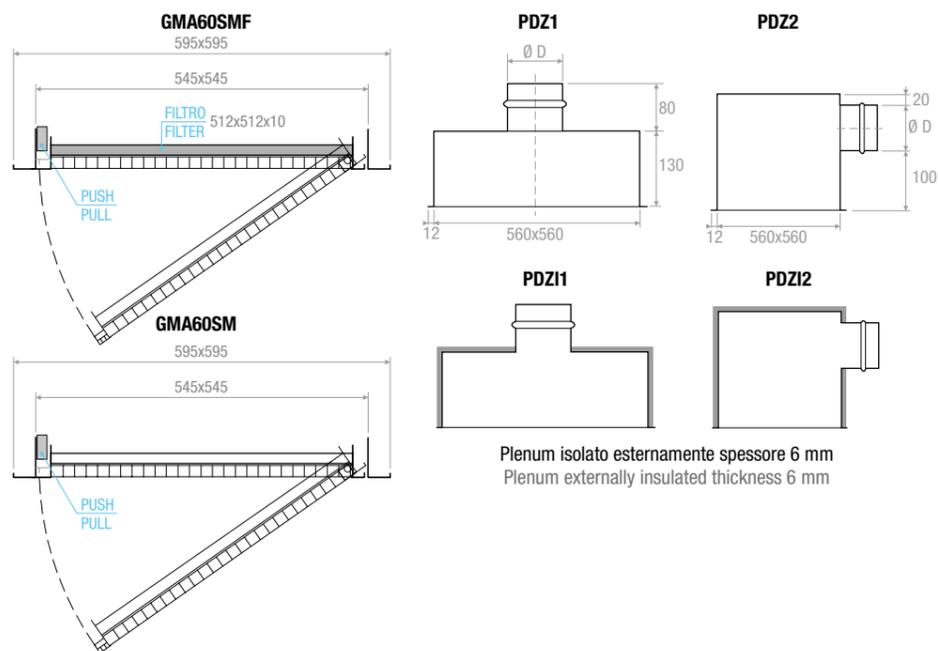 GMA60SMF
595x595
545x545
FILTRO
FILTER
512x512x10
PUSH
PULL
PDZ1
Ø D
80
130
12
560x560
PDZ2
20
Ø D
100
12
560x560
GMA60SM
595x595
545x545
PUSH
PULL
PDZI1
PDZI2
Plenum isolato esternamente spessore 6 mm
Plenum externally insulated thickness 6 mm